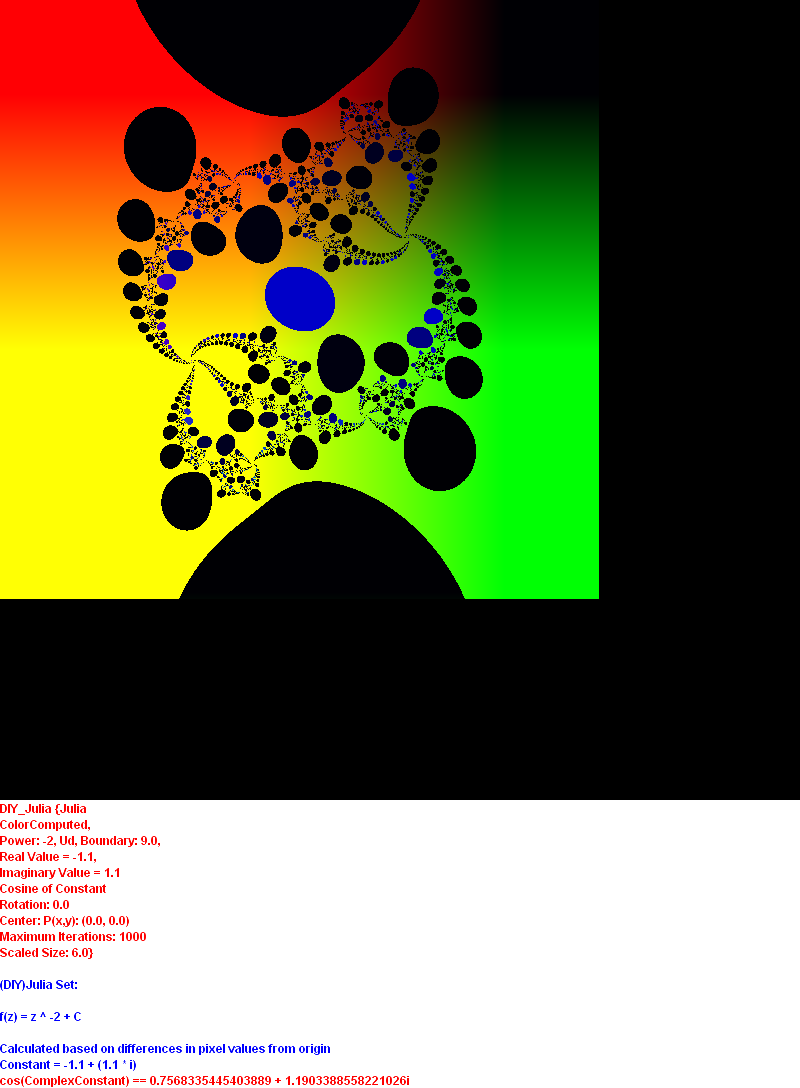 DIY_Julia {Julia
ColorComputed,
Power: -2, Ud, Boundary: 9.0,
Real Value = -1.1,
Imaginary Value = 1.1
Cosine of Constant
Rotation: 0.0
Center: P(x,y): (0.0, 0.0)
Maximum Iterations: 1000
Scaled Size: 6.0}
(DIY)Julia Set:
f(z) = z ^ -2 + C
Calculated based on differences in pixel values from origin
Constant = -1.1 + (1.1 * i)
cos(ComplexConstant) == 0.7568335445403889 + 1.1903388558221026i